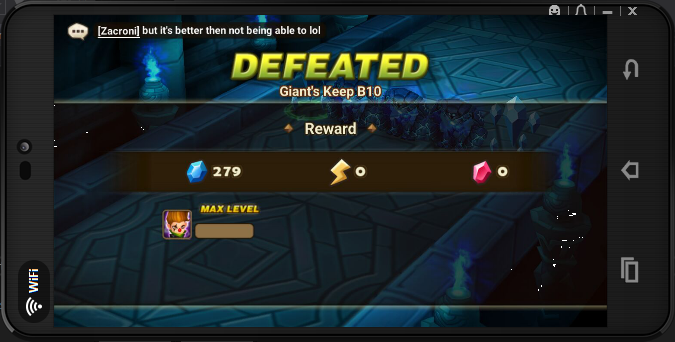 [Zacroni] but it's better then not being able to lol
DEFEATED
Giant's Keep B10
Reward
279
0
0
MAX LEVEL
WiFi